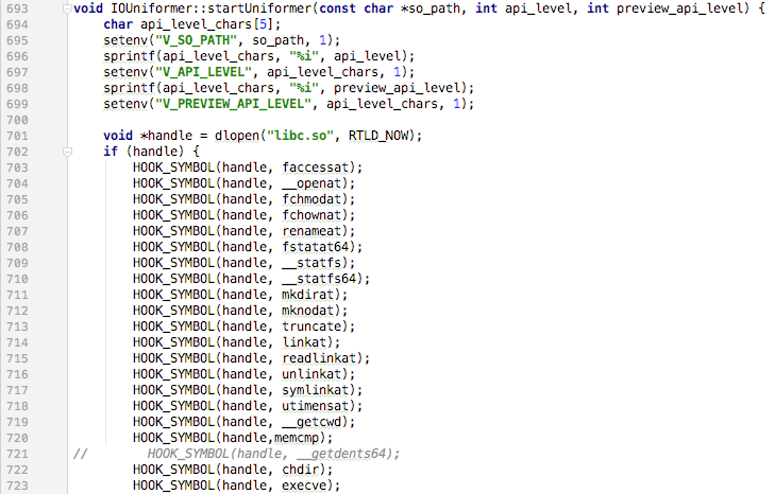 693 void IOUniformer::startUniformer(const char *so_path, int api_level, int preview_api_level) {
694     char api_level_chars[5];
695     setenv("V_SO_PATH", so_path, 1);
696     sprintf(api_level_chars, "%i", api_level);
697     setenv("V_API_LEVEL", api_level_chars, 1);
698     sprintf(api_level_chars, "%i", preview_api_level);
699     setenv("V_PREVIEW_API_LEVEL", api_level_chars, 1);
700
701     void *handle = dlopen("libc.so", RTLD_NOW);
702     if (handle) {
703         HOOK_SYMBOL(handle, faccessat);
704         HOOK_SYMBOL(handle, __openat);
705         HOOK_SYMBOL(handle, fchmodat);
706         HOOK_SYMBOL(handle, fchownat);
707         HOOK_SYMBOL(handle, renameat);
708         HOOK_SYMBOL(handle, fstatat64);
709         HOOK_SYMBOL(handle, __statfs);
710         HOOK_SYMBOL(handle, __statfs64);
711         HOOK_SYMBOL(handle, mkdirat);
712         HOOK_SYMBOL(handle, mknodat);
713         HOOK_SYMBOL(handle, truncate);
714         HOOK_SYMBOL(handle, linkat);
715         HOOK_SYMBOL(handle, readlinkat);
716         HOOK_SYMBOL(handle, unlinkat);
717         HOOK_SYMBOL(handle, symlinkat);
718         HOOK_SYMBOL(handle, utimensat);
719         HOOK_SYMBOL(handle, __getcwd);
720         HOOK_SYMBOL(handle,memcmp);
721 //        HOOK_SYMBOL(handle, __getdents64);
722         HOOK_SYMBOL(handle, chdir);
723         HOOK_SYMBOL(handle, execve);